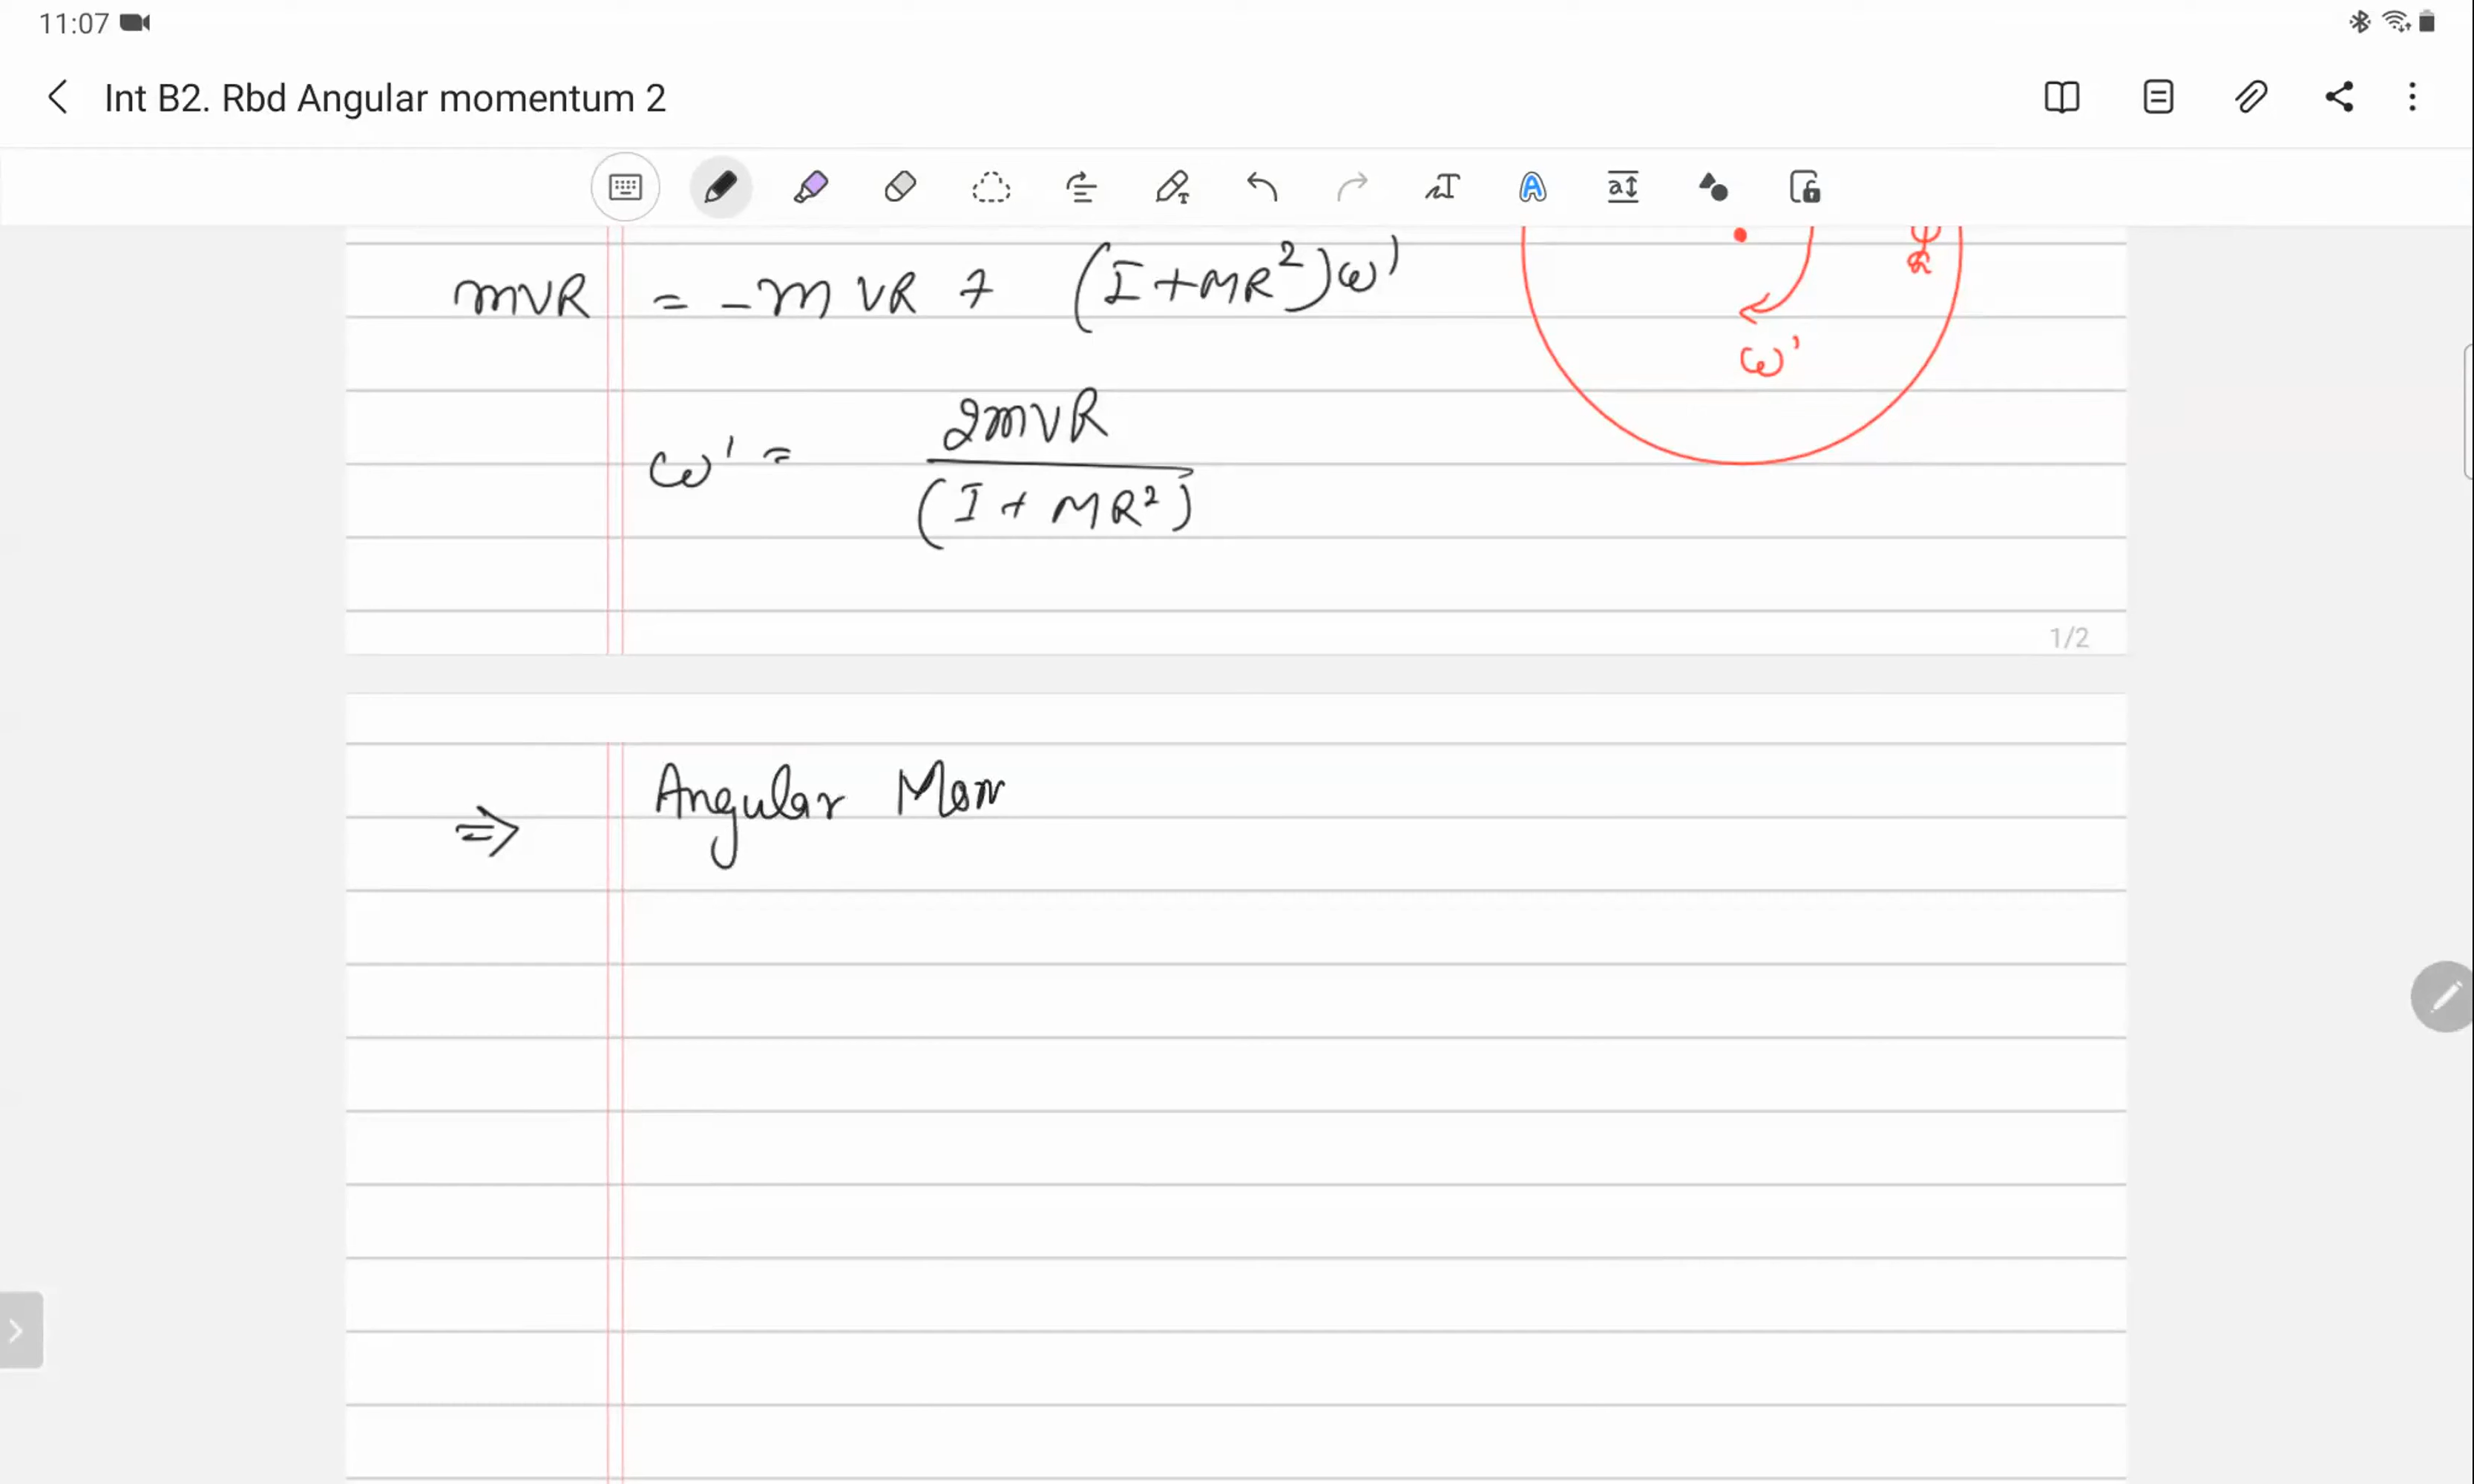 11:07
Int B2. Rbd Angular momentum 2
mVR = -m VR + (I+MR²)ω'
ω'
ω' = 2mVR
(I + MR²)
1/2
⇒ Angular Mom